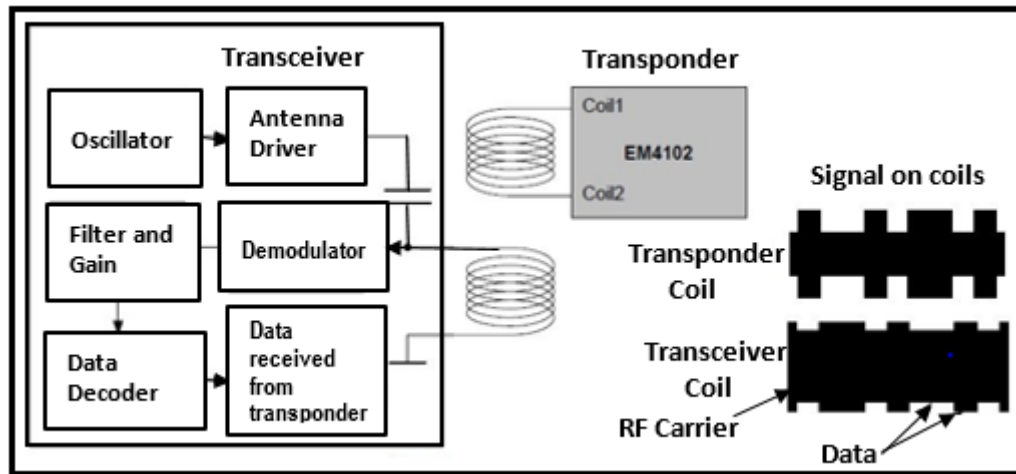 Transceiver
Oscillator
Antenna
Driver
Filter and
Gain
Demodulator
Data
Decoder
Data
received
from
transponder
Transponder
Coil1
EM4102
Coil2
Signal on coils
Transponder
Coil
Transceiver
Coil
RF Carrier
Data